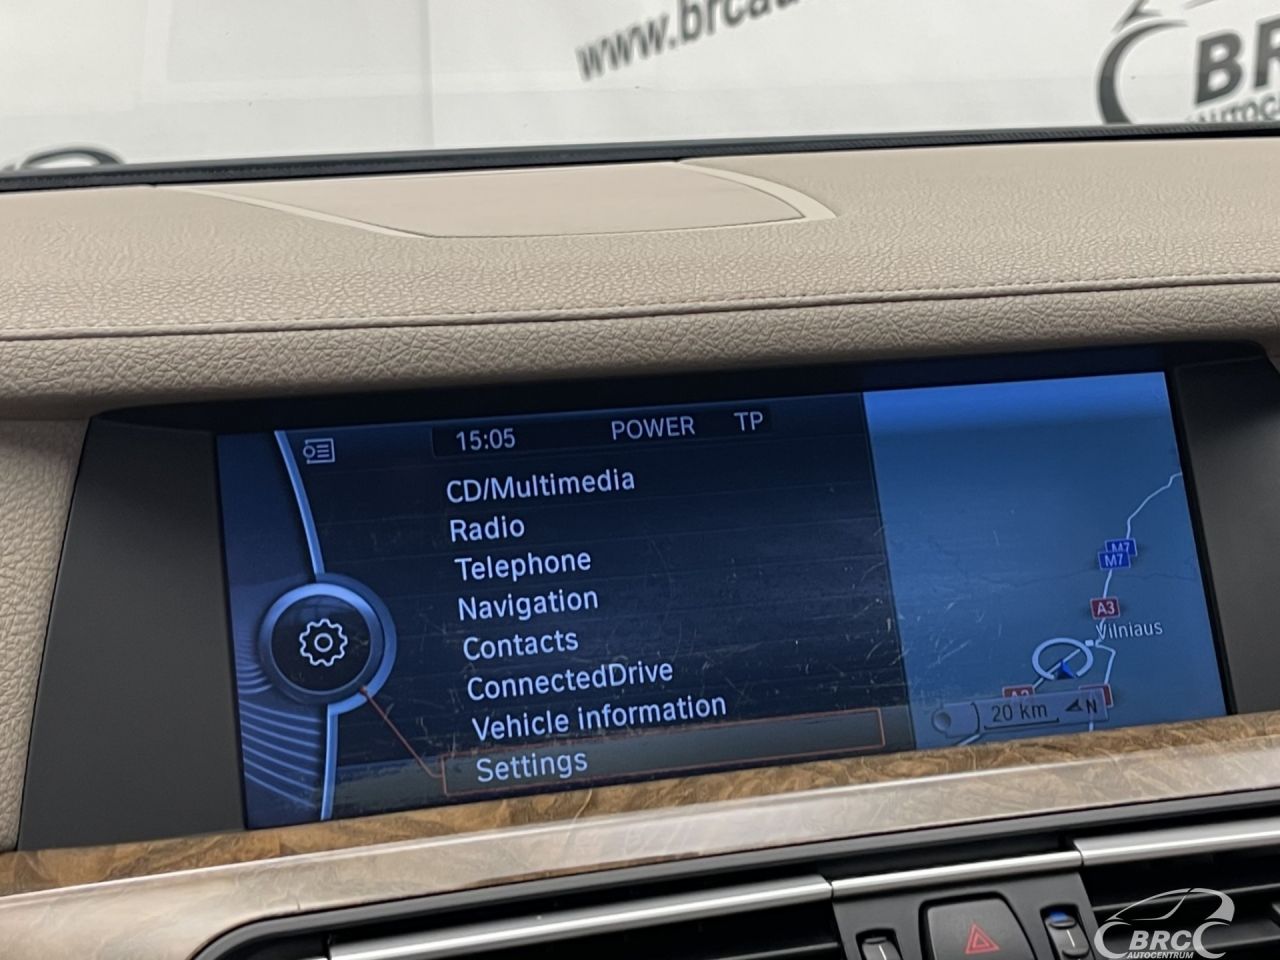 www.brcau
BR
AUTOC
15:05 POWER TP
CD/Multimedia
Radio
Telephone
Navigation
Contacts
ConnectedDrive
Vehicle information
Settings
M7
M7
A3
Vilniaus
20 km N
BRC
AUTOCENTRUM